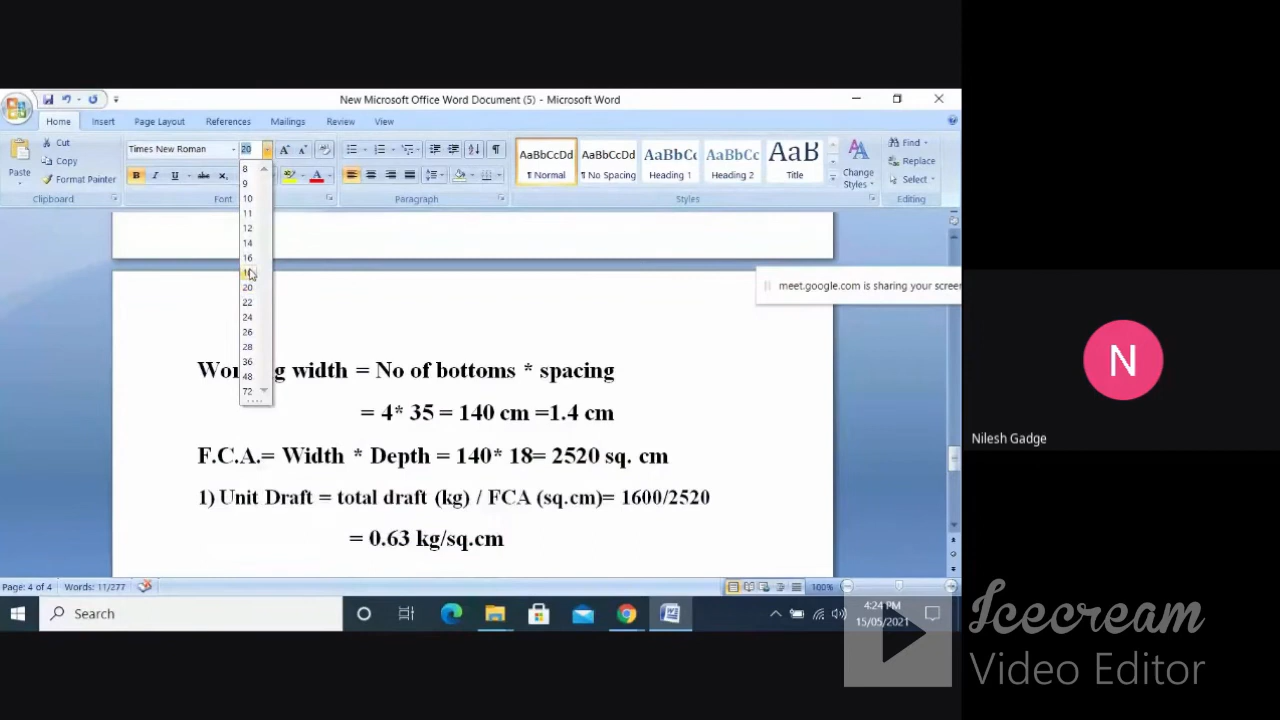 New Microsoft Office Word Document (5) - Microsoft Word
Home Insert Page Layout References Mailings Review View
Paste
Cut
Copy
Format Painter
Clipboard
Times New Roman 20
B I U abe x,
Font
8
9
10
11
12
14
16
18
20
22
24
26
28
36
48
72
Paragraph
AaBbCcDd AaBbCcDd AaBbCc AaBbCc AaB
¶ Normal ¶ No Spacing Heading 1 Heading 2 Title
Change
Styles
Styles
Find
Replace
Select
Editing
meet.google.com is sharing your screen
g width = No of bottoms * spacing
= 4* 35 = 140 cm =1.4 cm
F.C.A.= Width * Depth = 140* 18= 2520 sq. cm
1) Unit Draft = total draft (kg) / FCA (sq.cm)= 1600/2520
= 0.63 kg/sq.cm
N
Nilesh Gadge
Page: 4 of 4 Words: 11/277 100%
Search
4:24 PM
15/05/2021
Icecream
Video Editor